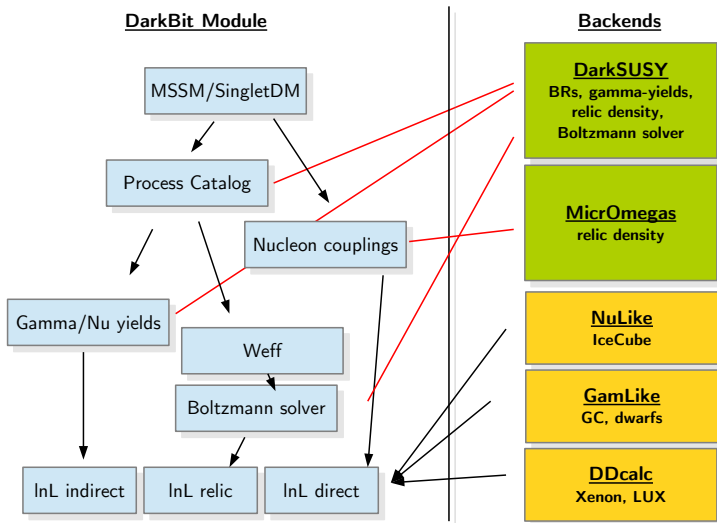 DarkBit Module
MSSM/SingletDM
Process Catalog
Nucleon couplings
Gamma/Nu yields
Weff
Boltzmann solver
lnL indirect
lnL relic
lnL direct
Backends
DarkSUSY
BRs, gamma-yields,
relic density,
Boltzmann solver
MicrOmegas
relic density
NuLike
IceCube
GamLike
GC, dwarfs
DDcalc
Xenon, LUX